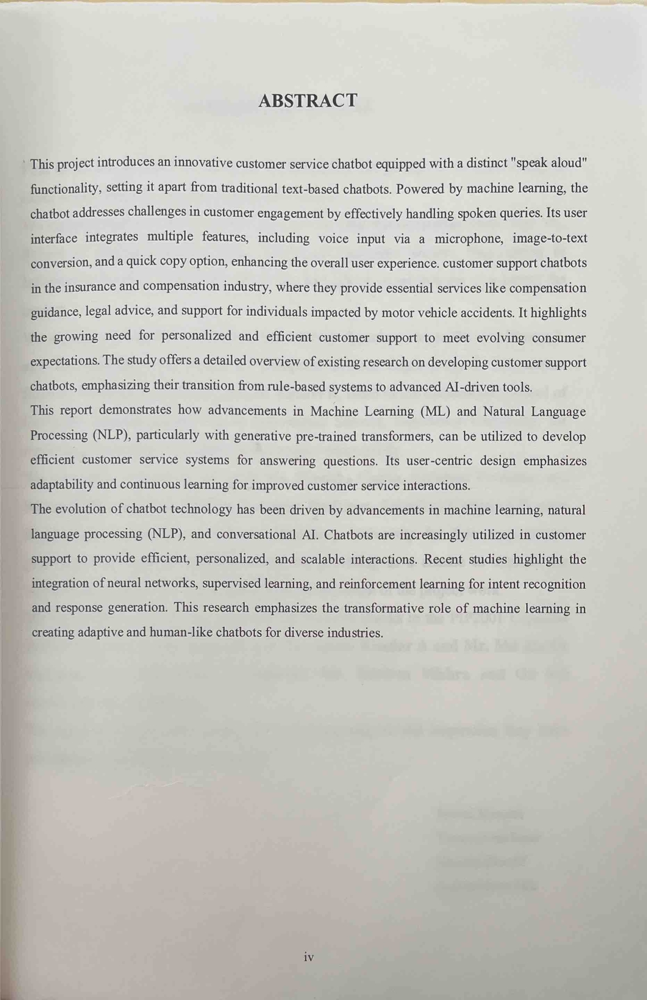 ABSTRACT
This project introduces an innovative customer service chatbot equipped with a distinct "speak aloud"
functionality, setting it apart from traditional text-based chatbots. Powered by machine learning, the
chatbot addresses challenges in customer engagement by effectively handling spoken queries. Its user
interface integrates multiple features, including voice input via a microphone, image-to-text
conversion, and a quick copy option, enhancing the overall user experience. customer support chatbots
in the insurance and compensation industry, where they provide essential services like compensation
guidance, legal advice, and support for individuals impacted by motor vehicle accidents. It highlights
the growing need for personalized and efficient customer support to meet evolving consumer
expectations. The study offers a detailed overview of existing research on developing customer support
chatbots, emphasizing their transition from rule-based systems to advanced AI-driven tools.
This report demonstrates how advancements in Machine Learning (ML) and Natural Language
Processing (NLP), particularly with generative pre-trained transformers, can be utilized to develop
efficient customer service systems for answering questions. Its user-centric design emphasizes
adaptability and continuous learning for improved customer service interactions.
The evolution of chatbot technology has been driven by advancements in machine learning, natural
language processing (NLP), and conversational AI. Chatbots are increasingly utilized in customer
support to provide efficient, personalized, and scalable interactions. Recent studies highlight the
integration of neural networks, supervised learning, and reinforcement learning for intent recognition
and response generation. This research emphasizes the transformative role of machine learning in
creating adaptive and human-like chatbots for diverse industries.
iv